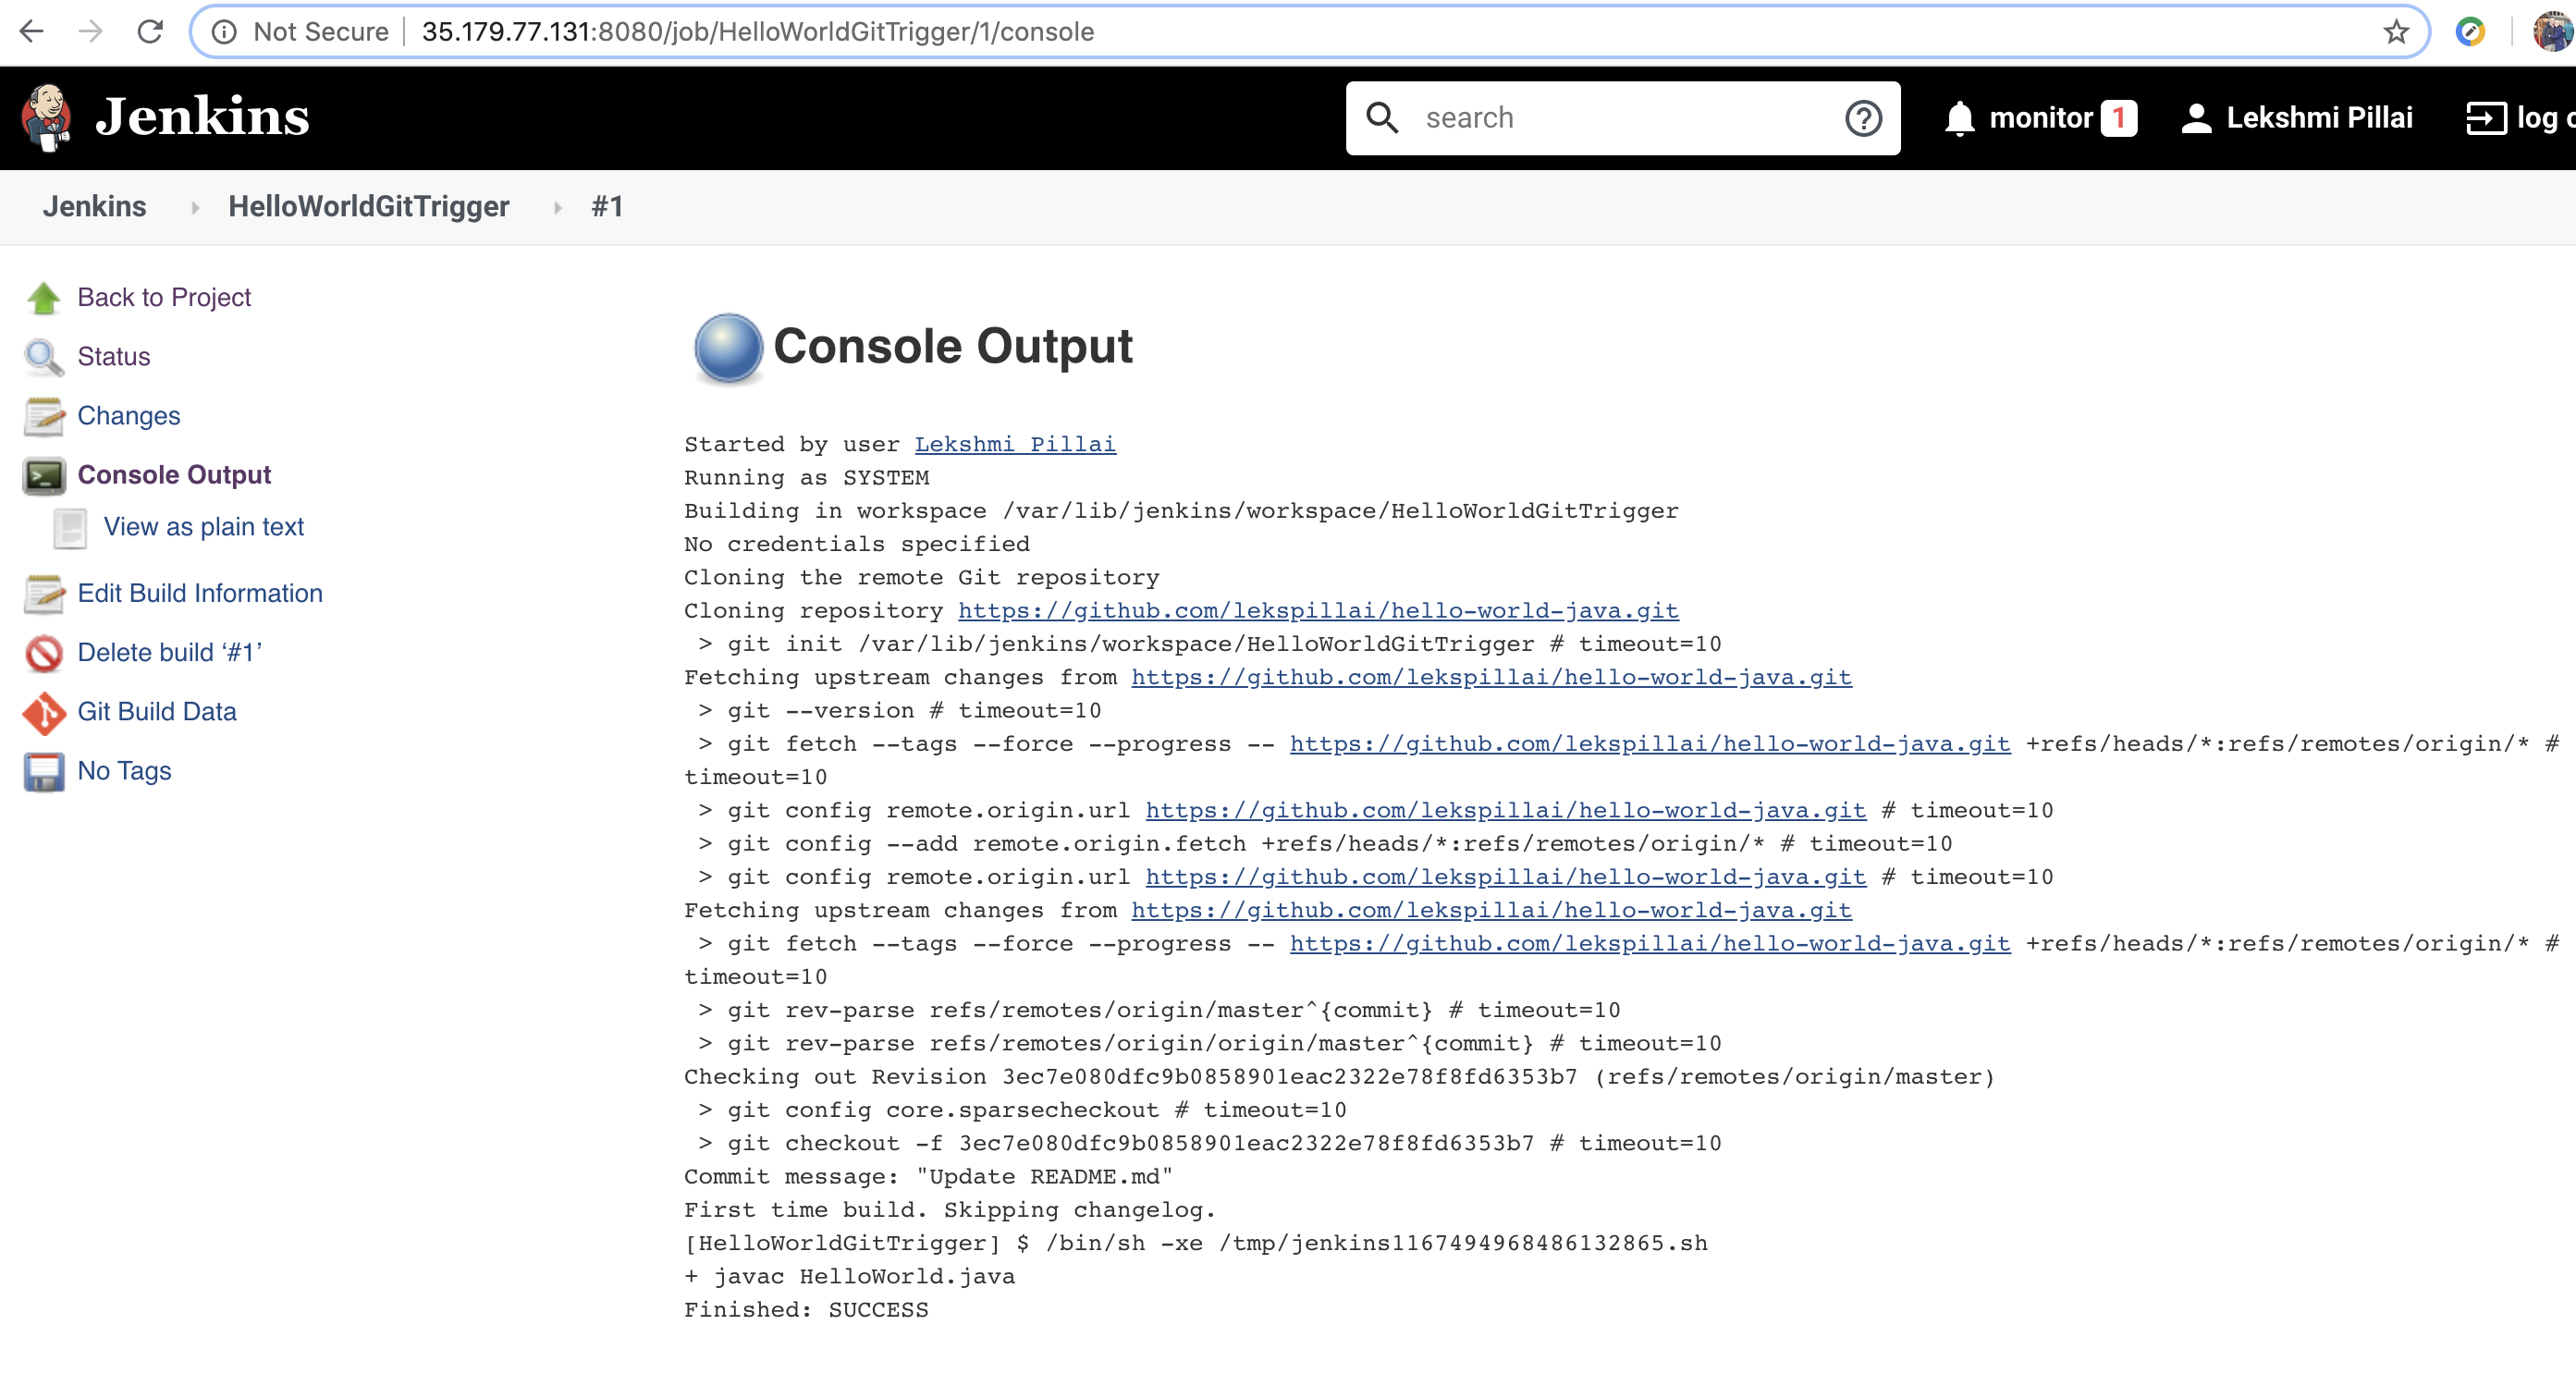 Not Secure 35.179.77.131:8080/job/HelloWorldGitTrigger/1/console
Jenkins
search
monitor 1
Lekshmi Pillai
log
Jenkins HelloWorldGitTrigger #1
Back to Project
Status
Changes
Console Output
View as plain text
Edit Build Information
Delete build ‘#1’
Git Build Data
No Tags
Console Output
Started by user Lekshmi Pillai
Running as SYSTEM
Building in workspace /var/lib/jenkins/workspace/HelloWorldGitTrigger
No credentials specified
Cloning the remote Git repository
Cloning repository https://github.com/lekspillai/hello-world-java.git
> git init /var/lib/jenkins/workspace/HelloWorldGitTrigger # timeout=10
Fetching upstream changes from https://github.com/lekspillai/hello-world-java.git
> git --version # timeout=10
> git fetch --tags --force --progress -- https://github.com/lekspillai/hello-world-java.git +refs/heads/*:refs/remotes/origin/* #
timeout=10
> git config remote.origin.url https://github.com/lekspillai/hello-world-java.git # timeout=10
> git config --add remote.origin.fetch +refs/heads/*:refs/remotes/origin/* # timeout=10
> git config remote.origin.url https://github.com/lekspillai/hello-world-java.git # timeout=10
Fetching upstream changes from https://github.com/lekspillai/hello-world-java.git
> git fetch --tags --force --progress -- https://github.com/lekspillai/hello-world-java.git +refs/heads/*:refs/remotes/origin/* #
timeout=10
> git rev-parse refs/remotes/origin/master^{commit} # timeout=10
> git rev-parse refs/remotes/origin/origin/master^{commit} # timeout=10
Checking out Revision 3ec7e080dfc9b0858901eac2322e78f8fd6353b7 (refs/remotes/origin/master)
> git config core.sparsecheckout # timeout=10
> git checkout -f 3ec7e080dfc9b0858901eac2322e78f8fd6353b7 # timeout=10
Commit message: "Update README.md"
First time build. Skipping changelog.
[HelloWorldGitTrigger] $ /bin/sh -xe /tmp/jenkins1167494968486132865.sh
+ javac HelloWorld.java
Finished: SUCCESS